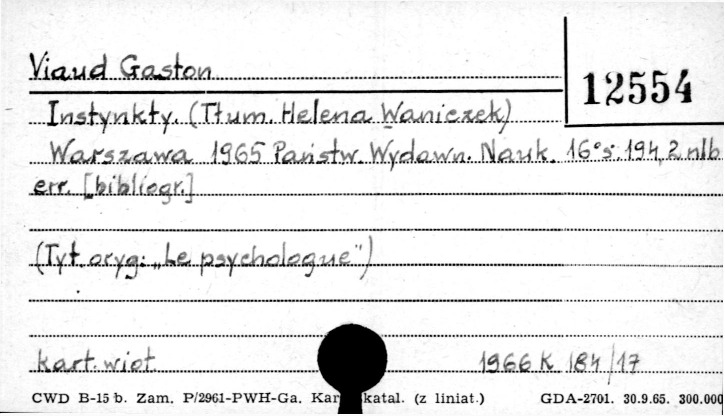 Viaud Gaston
12554
Instynkty. (Tłum. Helena Waniczek)
Warszawa 1965 Państw. Wydawn. Nauk. 16° s. 194, 2 nlb
err. [bibliogr.]
(Tyt. oryg: „Le psychologue")
kart. wiot. 1966 K 184/17
CWD B-15 b. Zam. P/2961-PWH-Ga. Kar katal. (z liniat.) GDA-2701. 30.9.65. 300.000